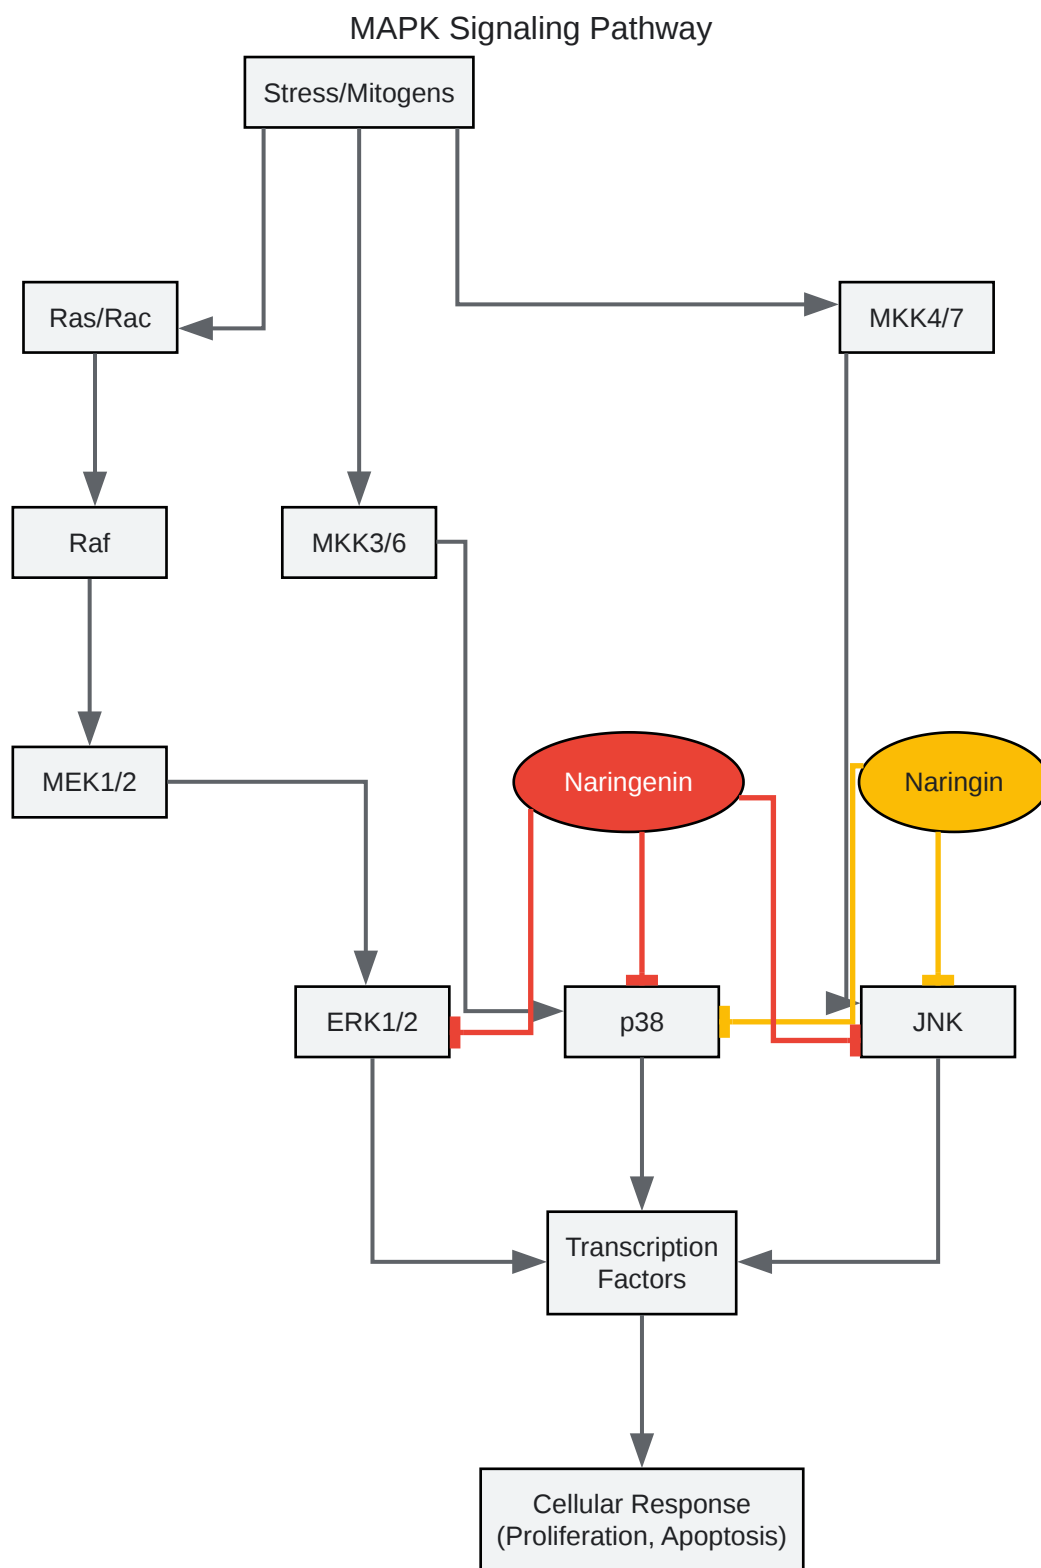 MAPK Signaling Pathway
Stress/Mitogens
Ras/Rac
MKK4/7
Raf
MKK3/6
MEK1/2
Naringenin
Naringin
ERK1/2
p38
JNK
Transcription
Factors
Cellular Response
(Proliferation, Apoptosis)